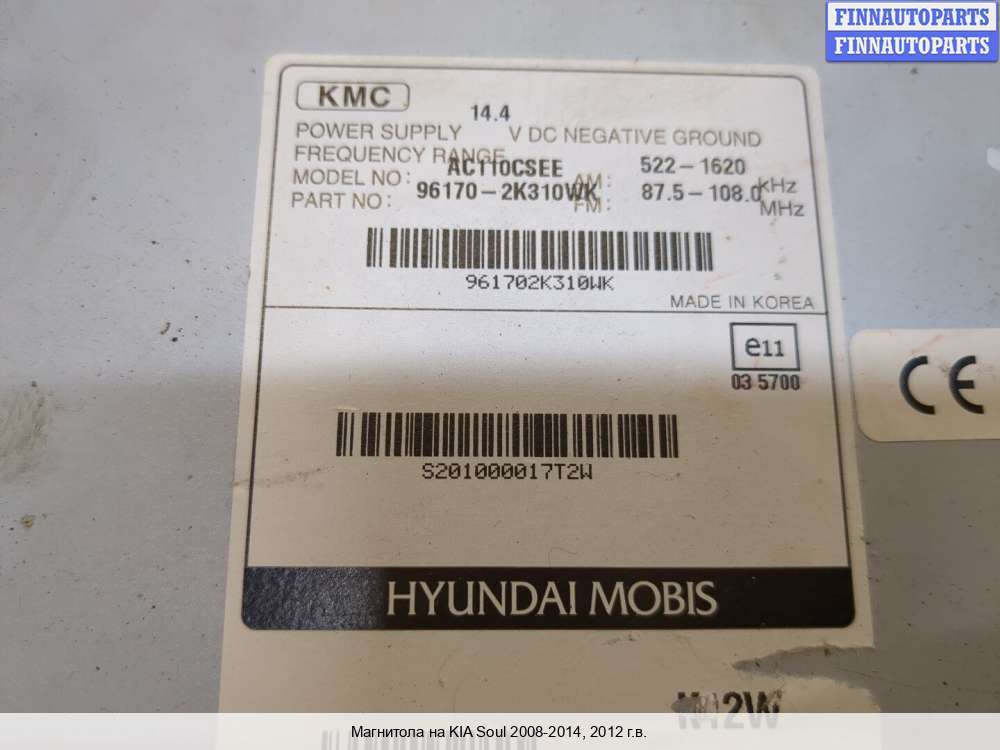 FINNAUTOPARTS
FINNAUTOPARTS
KMC
POWER SUPPLY 14.4 V DC NEGATIVE GROUND
FREQUENCY RANGE
MODEL NO: AC110CSEE AM: 522-1620 KHz
PART NO: 96170-2K310WK FM: 87.5-108.0 MHz
961702K310WK
MADE IN KOREA
e11
03 5700
CE
S201000017T2W
HYUNDAI MOBIS
Магнитола на KIA Soul 2008-2014, 2012 г.в.